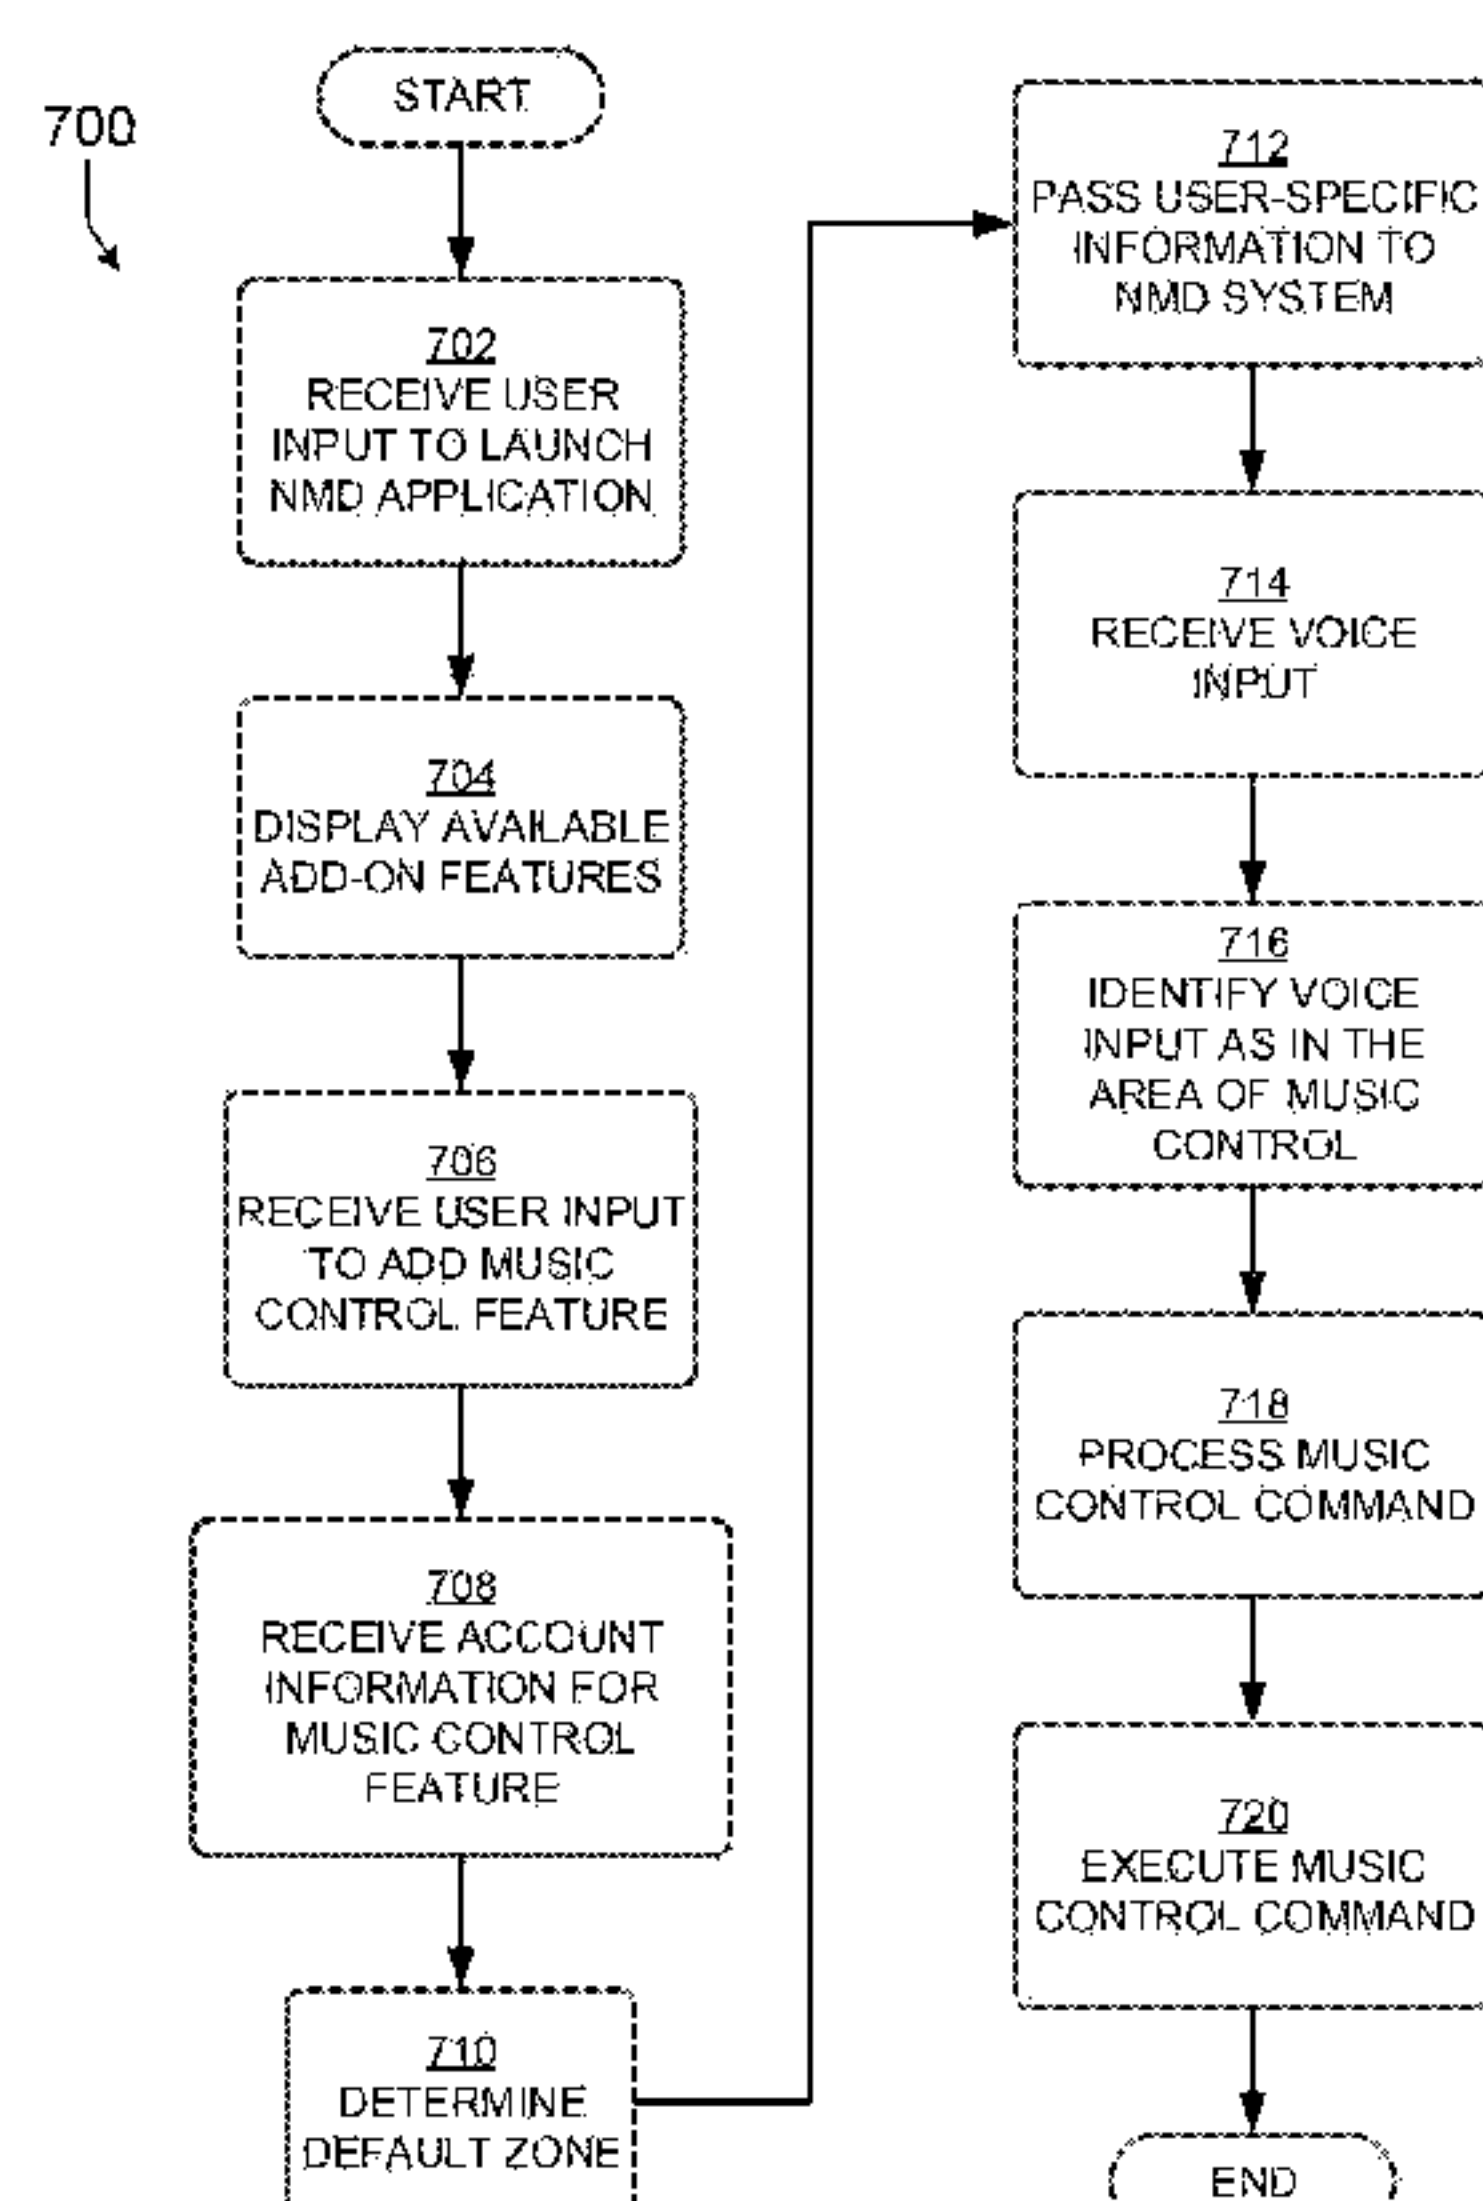 700
START
702
RECEIVE USER
INPUT TO LAUNCH
NMD APPLICATION
704
DISPLAY AVAILABLE
ADD-ON FEATURES
706
RECEIVE USER INPUT
TO ADD MUSIC
CONTROL FEATURE
708
RECEIVE ACCOUNT
INFORMATION FOR
MUSIC CONTROL
FEATURE
710
DETERMINE
DEFAULT ZONE
712
PASS USER-SPECIFIC
INFORMATION TO
NMD SYSTEM
714
RECEIVE VOICE
INPUT
716
IDENTIFY VOICE
INPUT AS IN THE
AREA OF MUSIC
CONTROL
718
PROCESS MUSIC
CONTROL COMMAND
720
EXECUTE MUSIC
CONTROL COMMAND
END